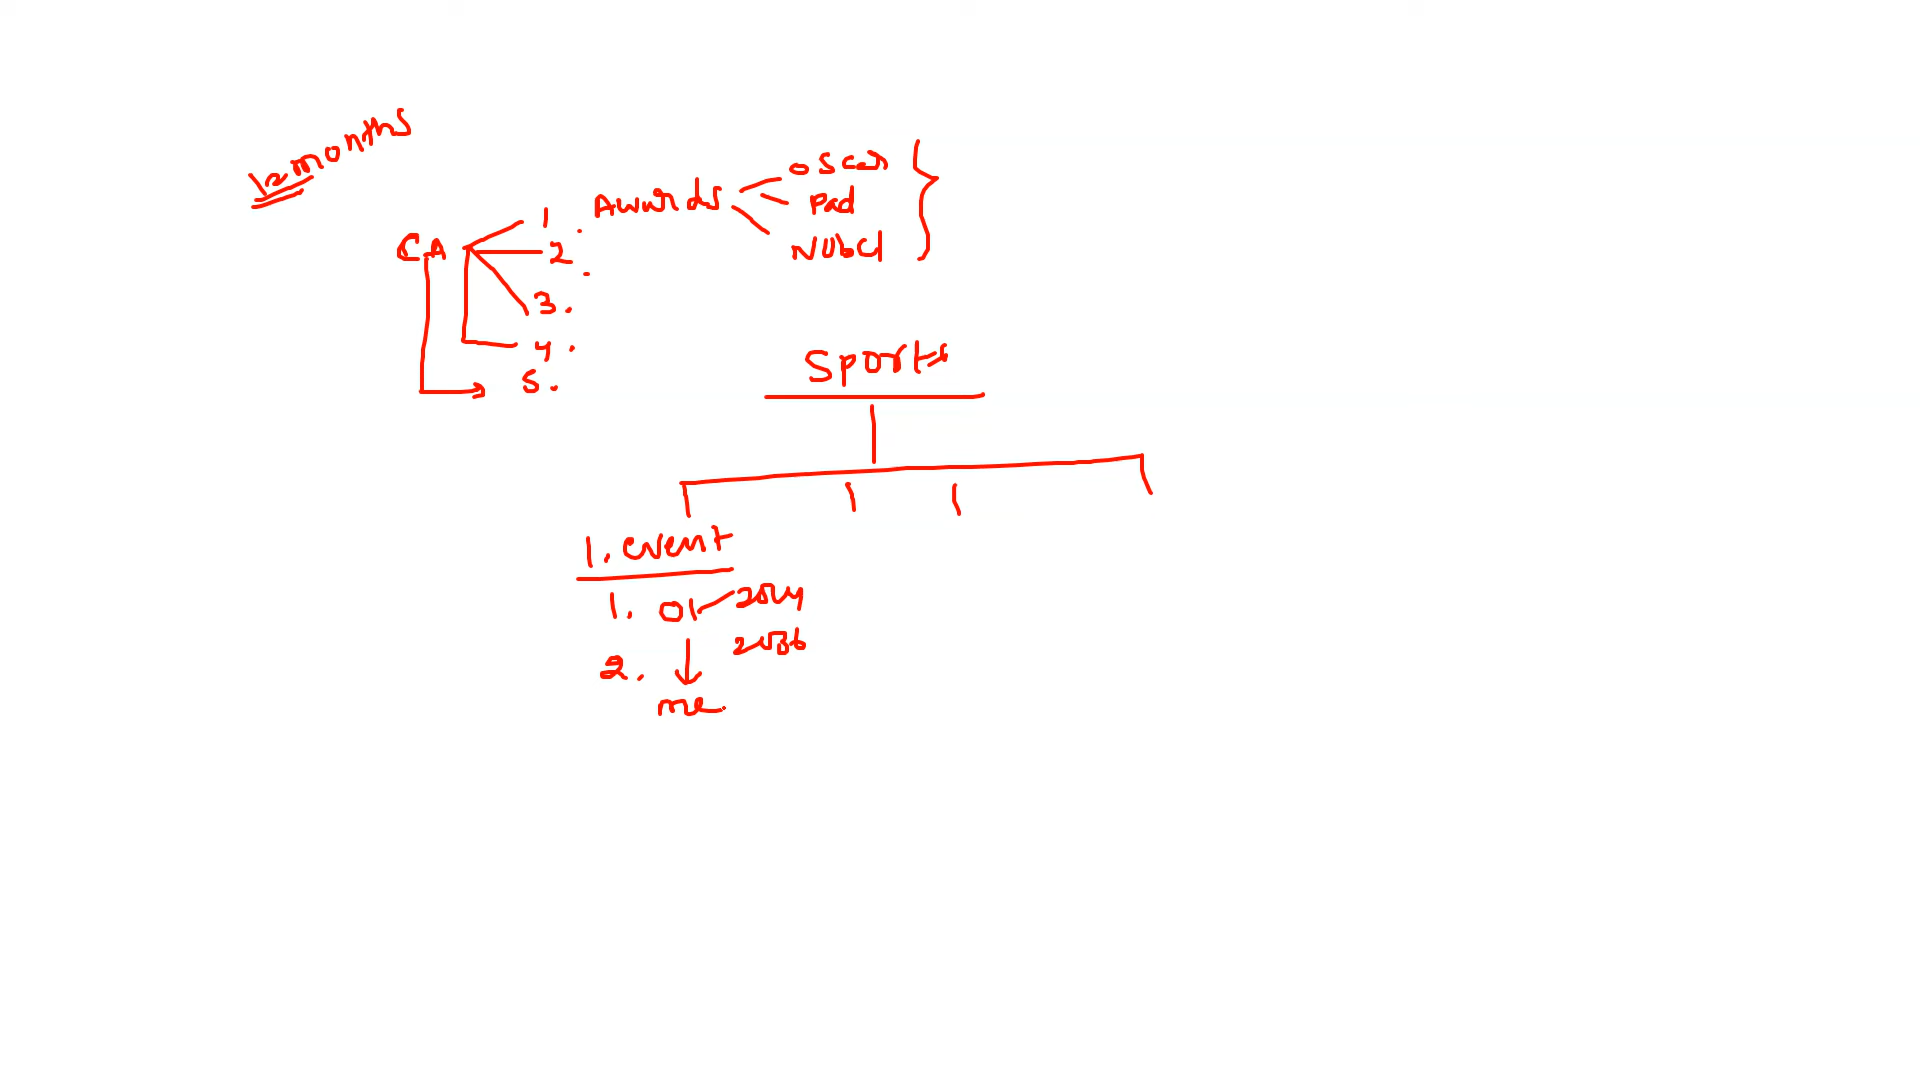 12 months
CA
1. Awards
Oscar
Pad
Nobel
2.
3.
4.
5.
Sports
1. event
1. Ol 2024
2036
2.
me